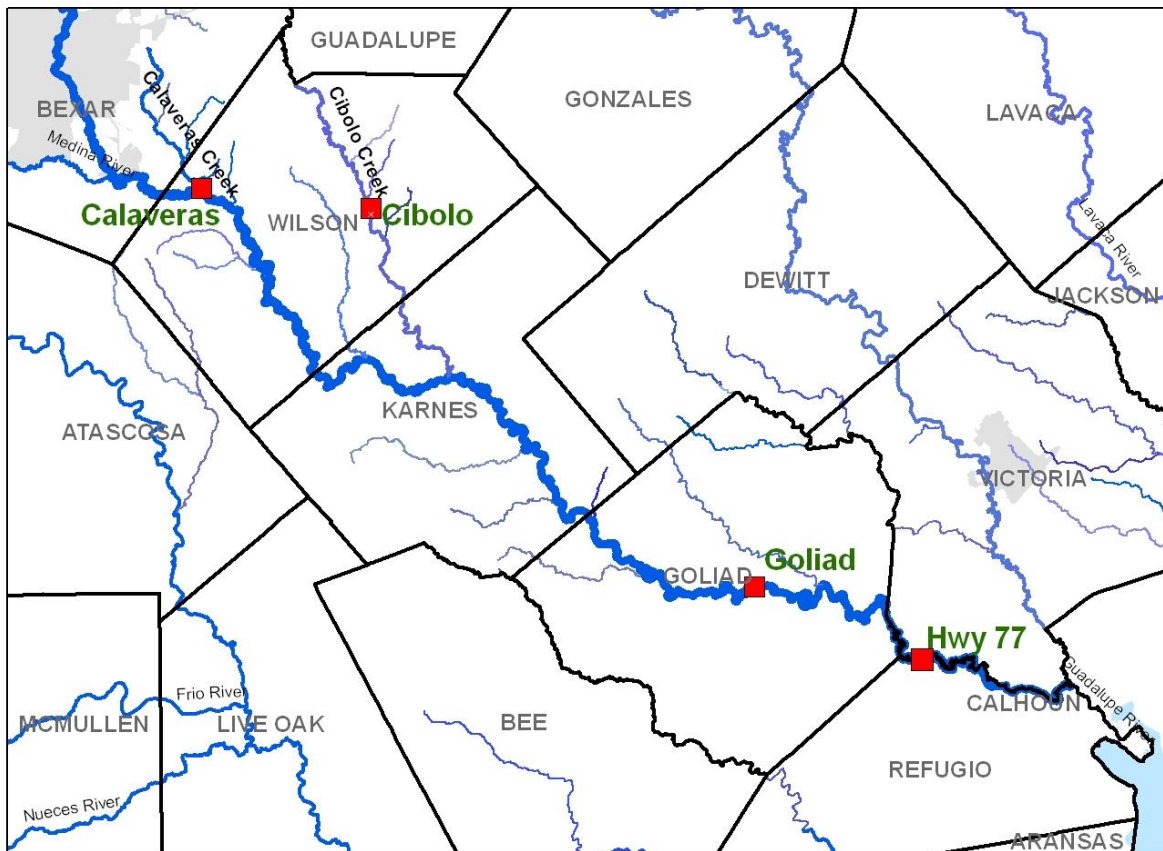 GUADALUPE
GONZALES
BEXAR
Calaveras Creek
Cibolo Creek
LAVACA
Medina River
Calaveras
WILSON
Cibolo
Lavaca River
DEWITT
JACKSON
KARNES
ATASCOSA
VICTORIA
GOLIAD
Goliad
Hwy 77
Guadalupe River
Frio River
MCMULLEN
LIVE OAK
BEE
CALHOUN
REFUGIO
Nueces River
ARANSAS